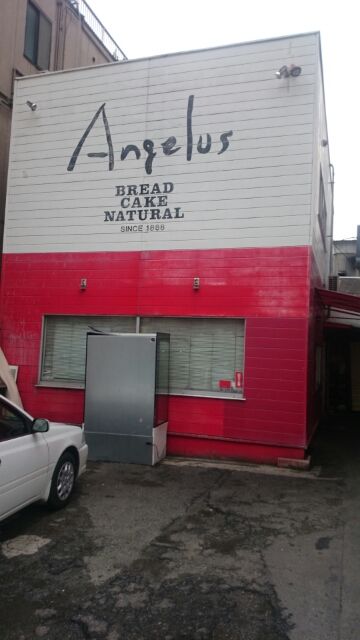 Angelus
BREAD
CAKE
NATURAL
SINCE 1888